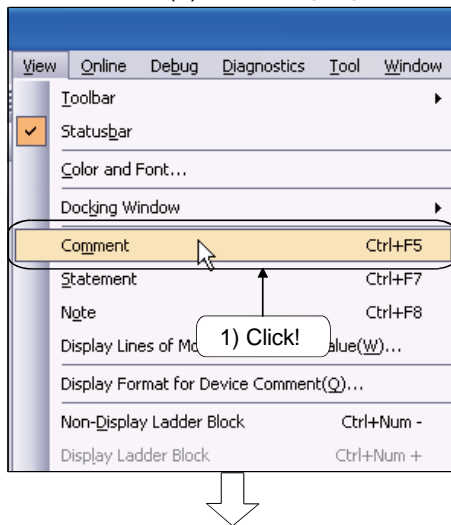 View Online Debug Diagnostics Tool Window
Toolbar
Statusbar
Color and Font...
Docking Window
Comment Ctrl+F5
Statement Ctrl+F7
Note Ctrl+F8
1) Click!
Display Lines of Mo alue(W)...
Display Format for Device Comment(Q)...
Non-Display Ladder Block Ctrl+Num -
Display Ladder Block Ctrl+Num +